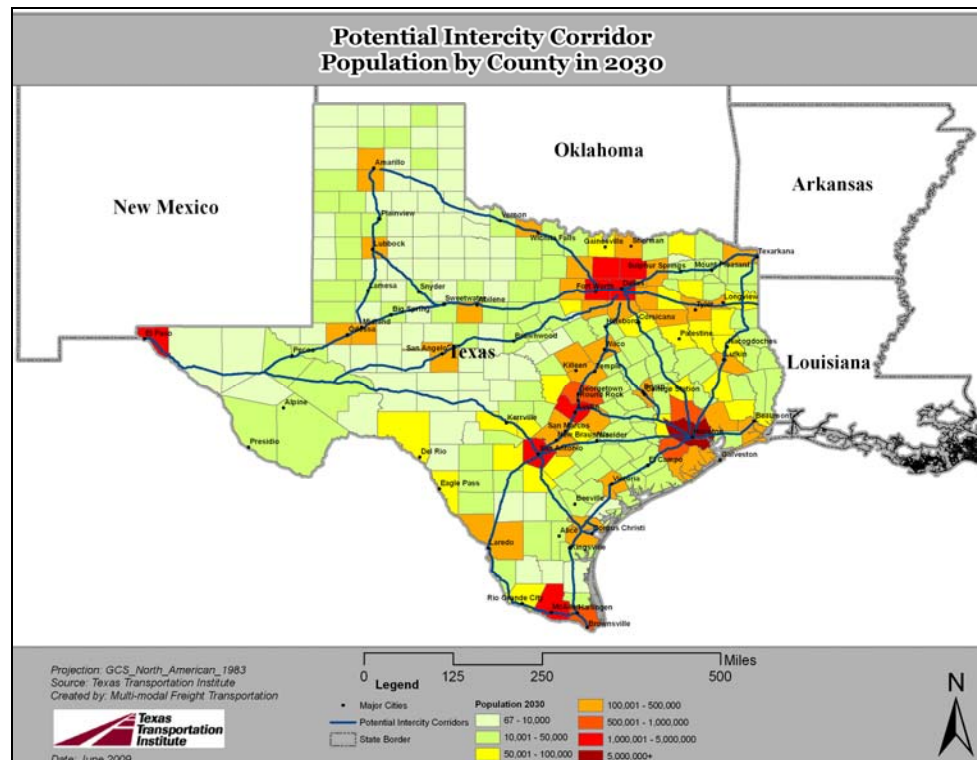 Potential Intercity Corridor
Population by County in 2030
Oklahoma
Arkansas
New Mexico
Louisiana
Texas
Amarillo
Plainview
Lubbock
Lamesa
Snyder
Big Spring
Sweetwater
Abilene
Midland
Odessa
Pecos
El Paso
Alpine
Presidio
San Angelo
Brownwood
Vernon
Wichita Falls
Gainesville
Sherman
Sulphur Springs
Mount Pleasant
Texarkana
Fort Worth
Dallas
Longview
Tyler
Corsicana
Hillsboro
Palestine
Nacogdoches
Lufkin
Waco
Killeen
Temple
Georgetown
Round Rock
Bryan
College Station
Beaumont
Kerrville
San Marcos
New Braunfels
Waelder
San Antonio
Galveston
El Campo
Victoria
Del Rio
Eagle Pass
Beeville
Alice
Corpus Christi
Kingsville
Laredo
Rio Grande City
McAllen
Harlingen
Brownsville
Projection: GCS_North_American_1983
Source: Texas Transportation Institute
Created by: Multi-modal Freight Transportation
Texas
Transportation
Institute
Date: June 2009
Miles
0 125 250 500
Legend
Major Cities
Potential Intercity Corridors
State Border
Population 2030
67 - 10,000
10,001 - 50,000
50,001 - 100,000
100,001 - 500,000
500,001 - 1,000,000
1,000,001 - 5,000,000
5,000,000+
N